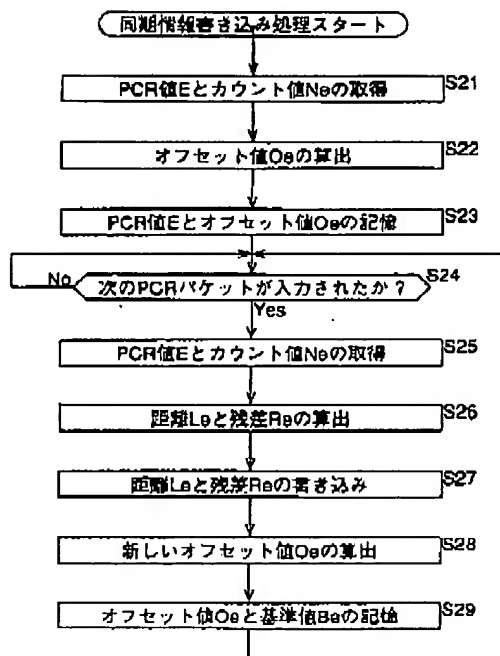 同期情報書き込み処理スタート
PCR値EとカウントNeの取得 S21
オフセット値Oeの算出 S22
PCR値Eとオフセット値Oeの記憶 S23
No 次のPCRパケットが入力されたか？ S24
Yes
PCR値Eとカウント値Neの取得 S25
距離Leと残差Reの算出 S26
距離Leと残差Reの書き込み S27
新しいオフセット値Oeの算出 S28
オフセット値Oeと基準値Beの記憶 S29